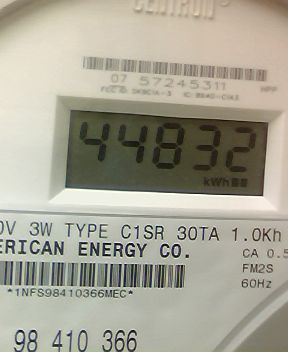 CENTRON
07 57245311
HPP
44832
kWh
0V 3W TYPE C1SR 30TA 1.0Kh
ERICAN ENERGY CO.
CA 0.5
FM2S
60Hz
*1NFS98410366MEC*
98 410 366